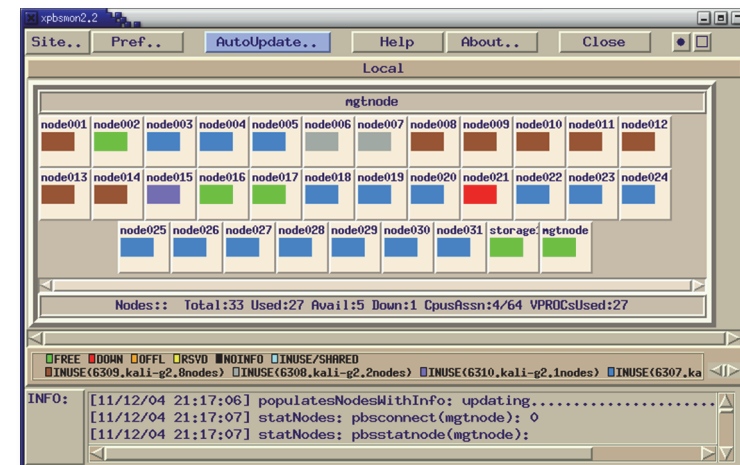 xpbsmon2.2
Site.. Pref.. AutoUpdate.. Help About.. Close
Local
mgtnode
node001 node002 node003 node004 node005 node006 node007 node008 node009 node010 node011 node012
node013 node014 node015 node016 node017 node018 node019 node020 node021 node022 node023 node024
node025 node026 node027 node028 node029 node030 node031 storage1 mgtnode
Nodes:: Total:33 Used:27 Avail:5 Down:1 CpusAssn:4/64 VPROCsUsed:27
FREE DOWN OFFL RSVD NOINFO INUSE/SHARED
INUSE(6309.kali-g2.8nodes) INUSE(6308.kali-g2.2nodes) INUSE(6310.kali-g2.1nodes) INUSE(6307.ka
INFO: [11/12/04 21:17:06] populatesNodesWithInfo: updating.......................
[11/12/04 21:17:07] statNodes: pbsconnect(mgtnode): 0
[11/12/04 21:17:07] statNodes: pbsstatnode(mgtnode):